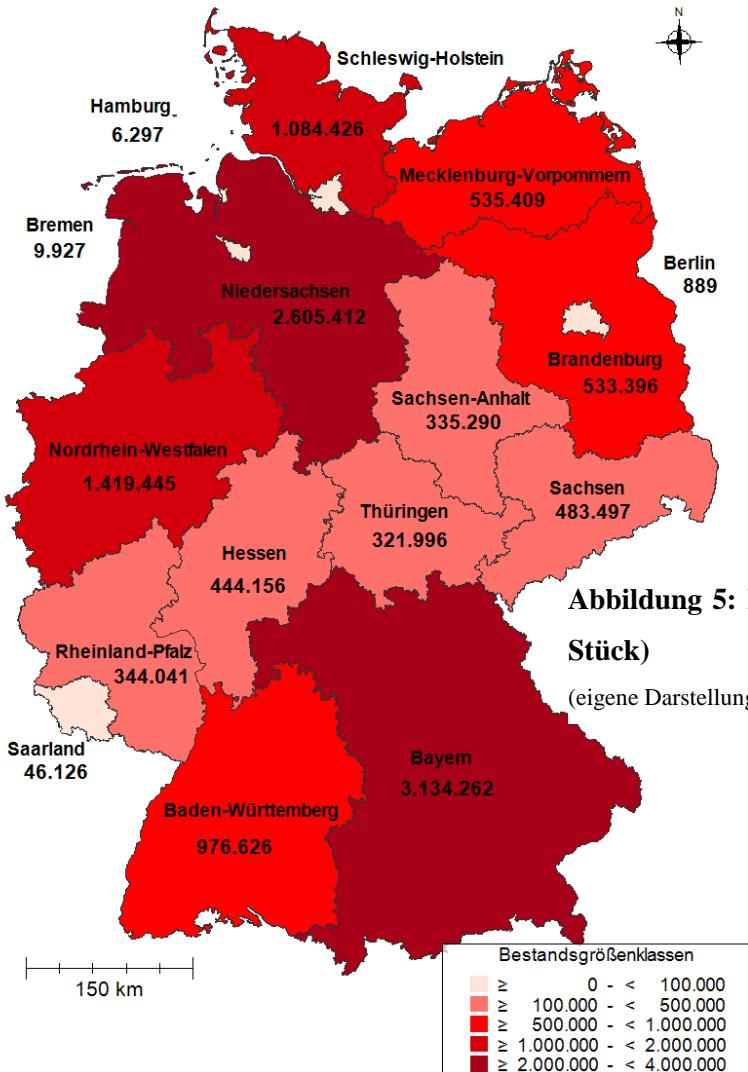 N
Schleswig-Holstein
1.084.426
Hamburg
6.297
Mecklenburg-Vorpommern
535.409
Bremen
9.927
Berlin
889
Niedersachsen
2.605.412
Brandenburg
533.396
Sachsen-Anhalt
335.290
Nordrhein-Westfalen
1.419.445
Sachsen
483.497
Thüringen
321.996
Hessen
444.156
Abbildung 5:
Stück)
(eigene Darstellung
Rheinland-Pfalz
344.041
Saarland
46.126
Bayern
3.134.262
Baden-Württemberg
976.626
150 km
Bestandsgrößenklassen
≥ 0 - < 100.000
≥ 100.000 - < 500.000
≥ 500.000 - < 1.000.000
≥ 1.000.000 - < 2.000.000
≥ 2.000.000 - < 4.000.000